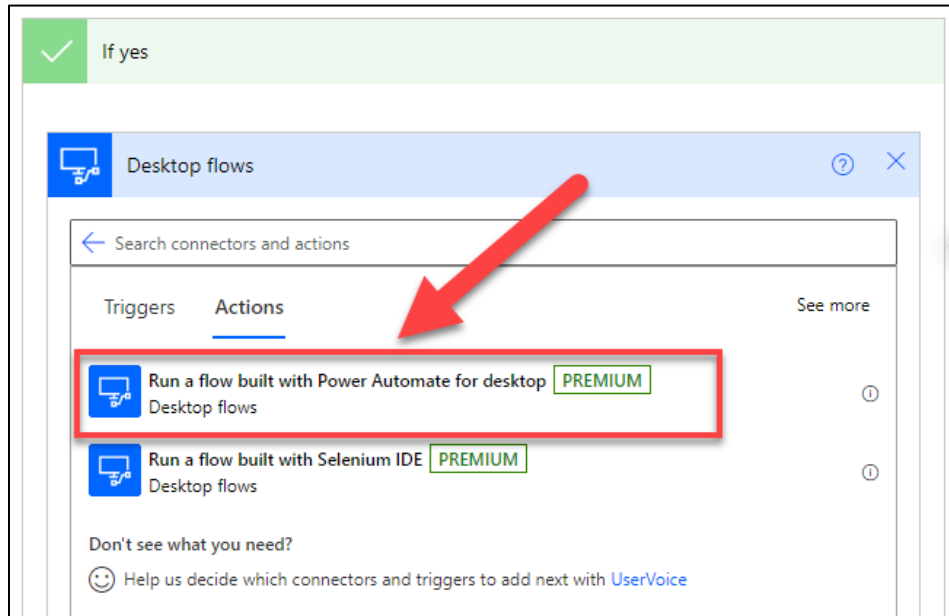 If yes
Desktop flows
Search connectors and actions
Triggers Actions See more
Run a flow built with Power Automate for desktop PREMIUM
Desktop flows
Run a flow built with Selenium IDE PREMIUM
Desktop flows
Don't see what you need?
Help us decide which connectors and triggers to add next with UserVoice